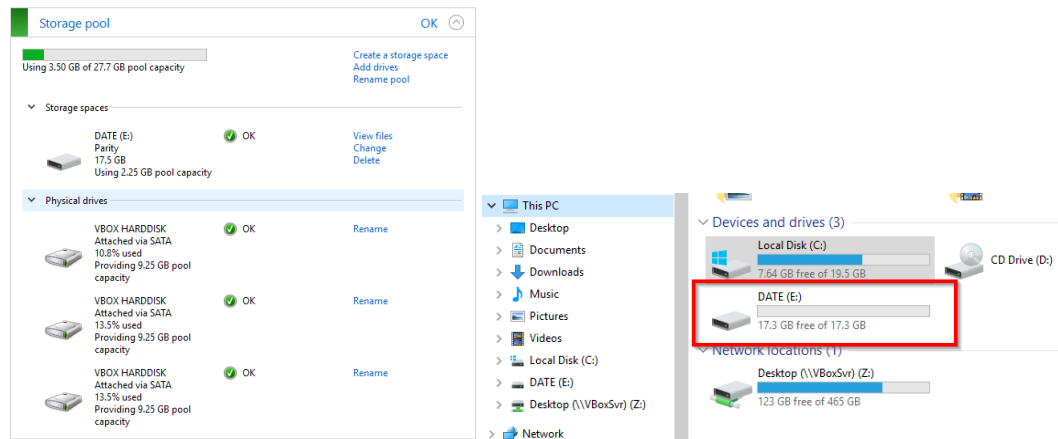 Storage pool
OK
Using 3.50 GB of 27.7 GB pool capacity
Create a storage space
Add drives
Rename pool
Storage spaces
DATE (E:)
Parity
17.5 GB
Using 2.25 GB pool capacity
OK
View files
Change
Delete
Physical drives
VBOX HARDDISK
Attached via SATA
10.8% used
Providing 9.25 GB pool
capacity
OK
Rename
VBOX HARDDISK
Attached via SATA
13.5% used
Providing 9.25 GB pool
capacity
OK
Rename
VBOX HARDDISK
Attached via SATA
13.5% used
Providing 9.25 GB pool
capacity
OK
Rename
This PC
Desktop
Documents
Downloads
Music
Pictures
Videos
Local Disk (C:)
DATE (E:)
Desktop (\\VBoxSvr) (Z:)
Network
Devices and drives (3)
Local Disk (C:)
7.64 GB free of 19.5 GB
CD Drive (D:)
DATE (E:)
17.3 GB free of 17.3 GB
Network locations (1)
Desktop (\\VBoxSvr) (Z:)
123 GB free of 465 GB